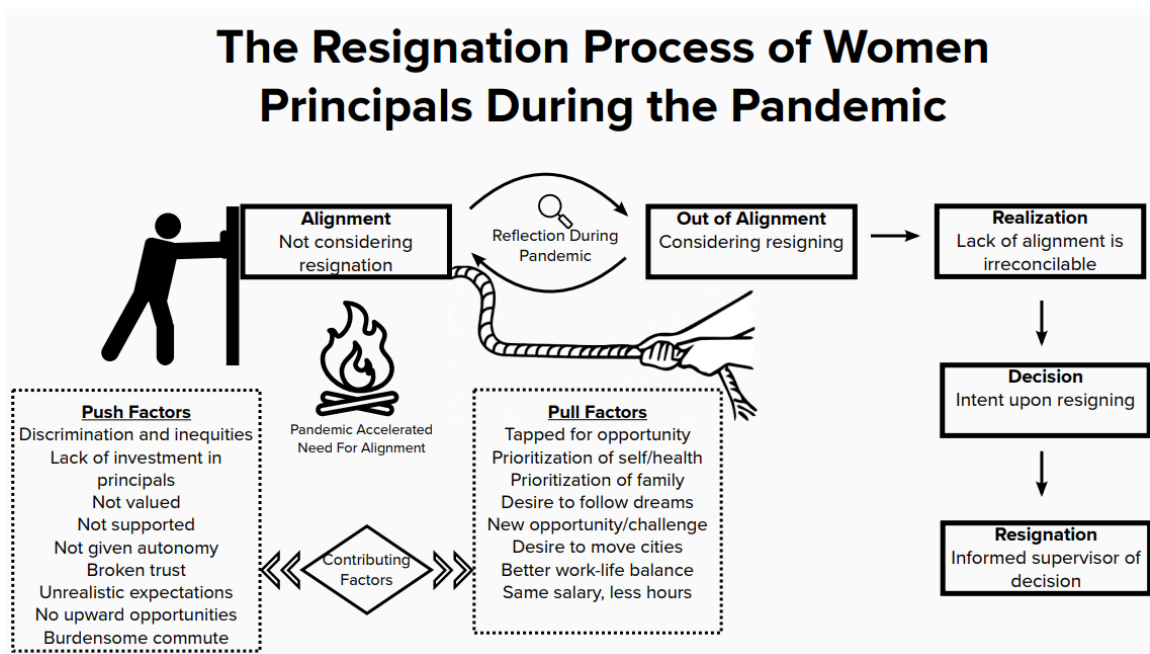 The Resignation Process of Women
Principals During the Pandemic
Alignment
Not considering
resignation
Reflection During
Pandemic
Out of Alignment
Considering resigning
Realization
Lack of alignment is
irreconcilable
Decision
Intent upon resigning
Resignation
Informed supervisor of
decision
Pandemic Accelerated
Need For Alignment
Push Factors
Discrimination and inequities
Lack of investment in
principals
Not valued
Not supported
Not given autonomy
Broken trust
Unrealistic expectations
No upward opportunities
Burdensome commute
Contributing
Factors
Pull Factors
Tapped for opportunity
Prioritization of self/health
Prioritization of family
Desire to follow dreams
New opportunity/challenge
Desire to move cities
Better work-life balance
Same salary, less hours